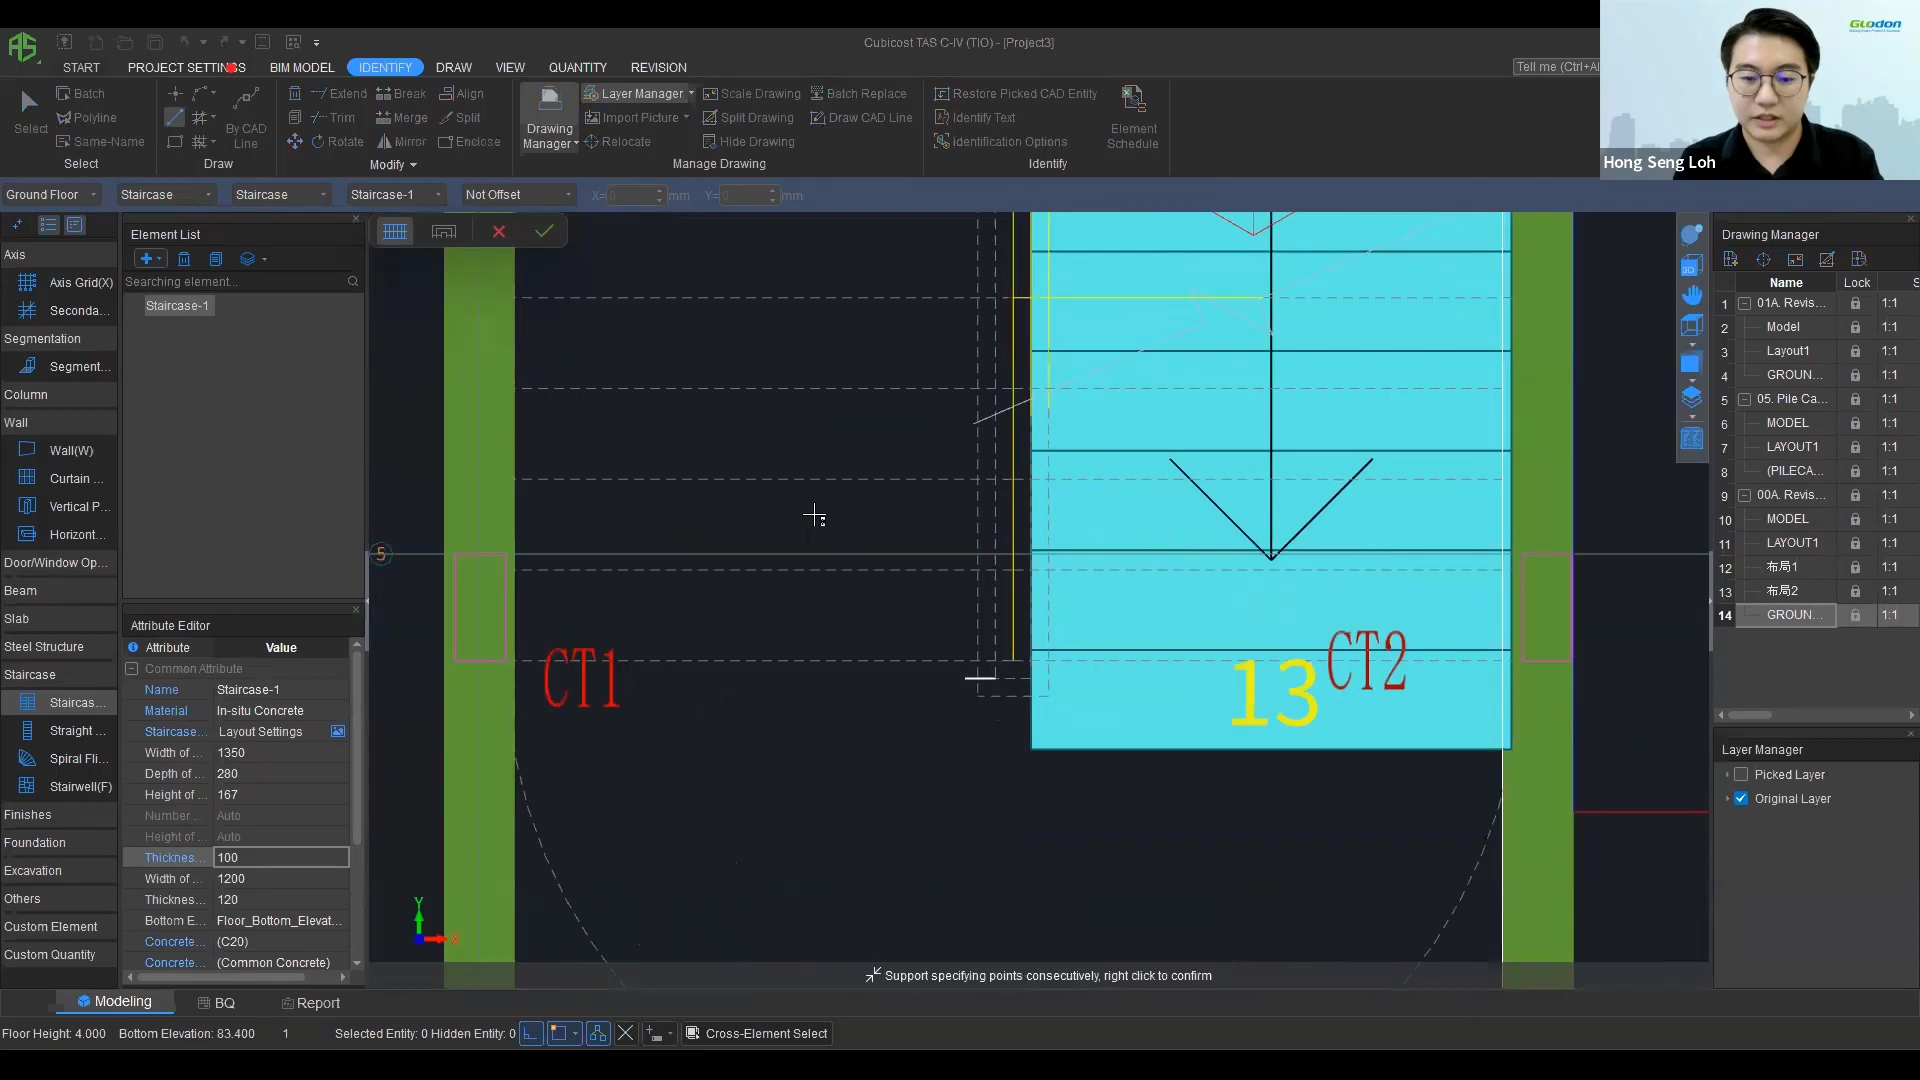 Cubicost TAS C-IV (TIO) - [Project3]
Glodon
START PROJECT SETTINGS BIM MODEL IDENTIFY DRAW VIEW QUANTITY REVISION
Tell me (Ctrl+Al
Select
Batch
Polyline
Same-Name
Select
By CAD Line
Draw
Extend Break Align
Trim Merge Split
Rotate Mirror Enclose
Modify
Drawing Manager
Layer Manager Scale Drawing Batch Replace
Import Picture Split Drawing Draw CAD Line
Relocate Hide Drawing
Manage Drawing
Restore Picked CAD Entity
Identify Text
Identification Options
Element Schedule
Identify
Hong Seng Loh
Ground Floor Staircase Staircase Staircase-1 Not Offset X= 0 mm Y= 0 mm
Axis
Axis Grid(X)
Seconda...
Segmentation
Segment...
Column
Wall
Wall(W)
Curtain ...
Vertical P...
Horizont...
Door/Window Op...
Beam
Slab
Steel Structure
Staircase
Staircas...
Straight ...
Spiral Fli...
Stairwell(F)
Finishes
Foundation
Excavation
Others
Custom Element
Custom Quantity
Element List
Searching element...
Staircase-1
Attribute Editor
Attribute Value
Common Attribute
Name Staircase-1
Material In-situ Concrete
Staircase... Layout Settings
Width of ... 1350
Depth of ... 280
Height of ... 167
Number ... Auto
Height of ... Auto
Thicknes... 100
Width of ... 1200
Thicknes... 120
Bottom E... Floor_Bottom_Elevat...
Concrete... (C20)
Concrete... (Common Concrete)
5
CT1
13
CT2
Y
X
Support specifying points consecutively, right click to confirm
Drawing Manager
Name Lock S
1 01A. Revis... 1:1
2 Model 1:1
3 Layout1 1:1
4 GROUN... 1:1
5 05. Pile Ca... 1:1
6 MODEL 1:1
7 LAYOUT1 1:1
8 (PILECA... 1:1
9 00A. Revis... 1:1
10 MODEL 1:1
11 LAYOUT1 1:1
12 布局1 1:1
13 布局2 1:1
14 GROUN... 1:1
Layer Manager
Picked Layer
Original Layer
3D
Modeling BQ Report
Floor Height: 4.000 Bottom Elevation: 83.400 1 Selected Entity: 0 Hidden Entity: 0 Cross-Element Select